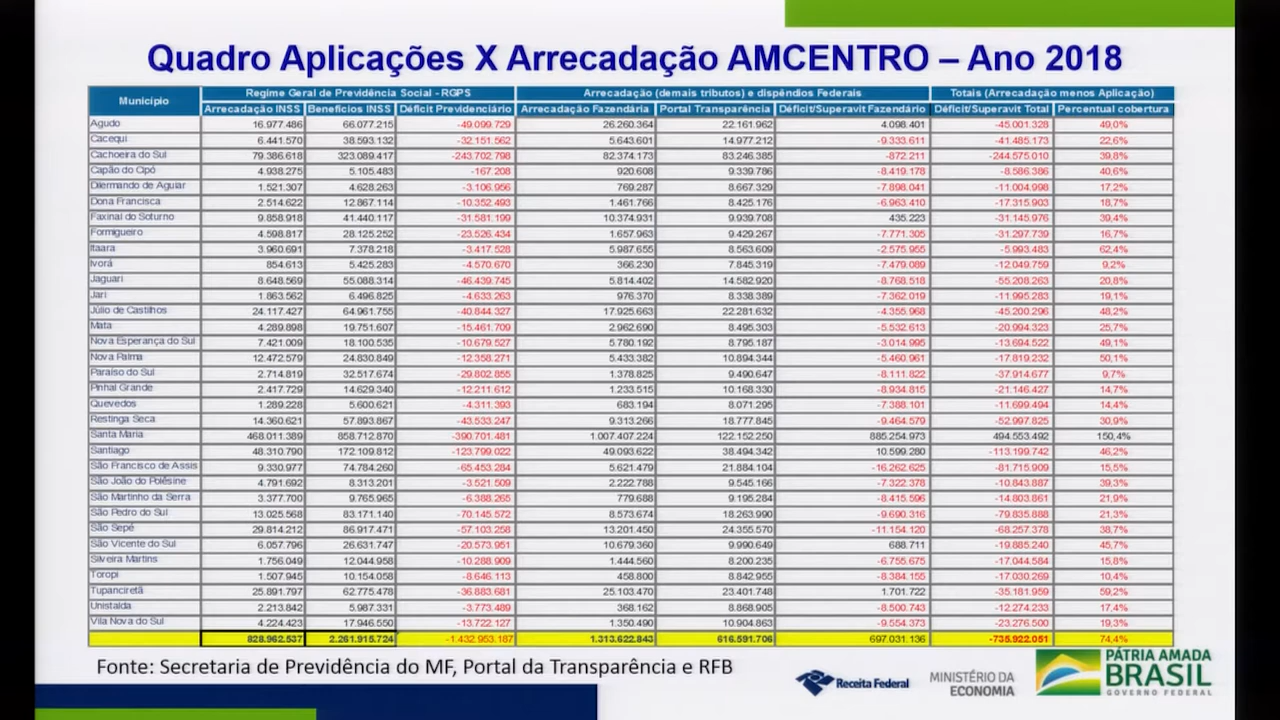 Quadro Aplicações X Arrecadação AMCENTRO – Ano 2018
Município Regime Geral de Previdência Social - RGPS Arrecadação (demais tributos) e dispêndios Federais Totais (Arrecadação menos Aplicação)
Arrecadação INSS Benefícios INSS Déficit Previdenciário Arrecadação Fazendária Portal Transparência Déficit/Superavit Fazendário Déficit/Superavit Total Percentual cobertura
Agudo 16.977.486 66.077.215 -49.099.729 26.260.364 22.161.962 4.098.401 -45.001.328 49,0%
Cacequi 6.441.570 38.593.132 -32.151.562 5.643.601 14.977.212 -9.333.611 -41.485.173 22,6%
Cachoeira do Sul 79.386.618 323.089.417 -243.702.798 82.374.173 83.246.385 -872.211 -244.575.010 39,8%
Capão do Cipó 4.938.275 5.105.483 -167.208 920.608 9.339.786 -8.419.178 -8.586.386 40,6%
Dilermando de Aguiar 1.521.307 4.628.263 -3.106.956 769.287 8.667.329 -7.898.041 -11.004.998 17,2%
Dona Francisca 2.514.622 12.867.114 -10.352.493 1.461.766 8.425.176 -6.963.410 -17.315.903 18,7%
Faxinal do Soturno 9.858.918 41.440.117 -31.581.199 10.374.931 9.939.708 435.223 -31.145.976 39,4%
Formigueiro 4.598.817 28.125.252 -23.526.434 1.657.963 9.429.267 -7.771.305 -31.297.739 16,7%
Itaara 3.960.691 7.378.218 -3.417.528 5.987.655 8.563.609 -2.575.955 -5.993.483 62,4%
Ivorá 854.613 5.425.283 -4.570.670 366.230 7.845.319 -7.479.089 -12.049.759 9,2%
Jaguari 8.648.569 55.088.314 -46.439.745 5.814.402 14.582.920 -8.768.518 -55.208.263 20,8%
Jari 1.863.562 6.496.825 -4.633.263 976.370 8.338.389 -7.362.019 -11.995.283 19,1%
Júlio de Castilhos 24.117.427 64.961.755 -40.844.327 17.925.663 22.281.632 -4.355.968 -45.200.296 48,2%
Mata 4.289.898 19.751.607 -15.461.709 2.962.690 8.495.303 -5.532.613 -20.994.323 25,7%
Nova Esperança do Sul 7.421.009 18.100.535 -10.679.527 5.780.192 8.795.187 -3.014.995 -13.694.522 49,1%
Nova Palma 12.472.579 24.830.849 -12.358.271 5.433.382 10.894.344 -5.460.961 -17.819.232 50,1%
Paraíso do Sul 2.714.819 32.517.674 -29.802.855 1.378.825 9.490.647 -8.111.822 -37.914.677 9,7%
Pinhal Grande 2.417.729 14.629.340 -12.211.612 1.233.515 10.168.330 -8.934.815 -21.146.427 14,7%
Quevedos 1.289.228 5.600.621 -4.311.393 683.194 8.071.295 -7.388.101 -11.699.494 14,4%
Restinga Seca 14.360.621 57.893.867 -43.533.247 9.313.266 18.777.845 -9.464.579 -52.997.825 30,9%
Santa Maria 468.011.389 858.712.870 -390.701.481 1.007.407.224 122.152.250 885.254.973 494.553.492 150,4%
Santiago 48.310.790 172.109.812 -123.799.022 49.093.622 38.494.342 10.599.280 -113.199.742 46,2%
São Francisco de Assis 9.330.977 74.784.260 -65.453.284 5.621.479 21.884.104 -16.262.625 -81.715.909 15,5%
São João do Polêsine 4.791.692 8.313.201 -3.521.509 2.222.788 9.545.166 -7.322.378 -10.843.887 39,3%
São Martinho da Serra 3.377.700 9.765.965 -6.388.265 779.688 9.195.284 -8.415.596 -14.803.861 21,9%
São Pedro do Sul 13.025.568 83.171.140 -70.145.572 8.573.674 18.263.990 -9.690.316 -79.835.888 21,3%
São Sepé 29.814.212 86.917.471 -57.103.258 13.201.450 24.355.570 -11.154.120 -68.257.378 38,7%
São Vicente do Sul 6.057.796 26.631.747 -20.573.951 10.679.360 9.990.649 688.711 -19.885.240 45,7%
Silveira Martins 1.756.049 12.044.958 -10.288.909 1.444.560 8.200.235 -6.755.675 -17.044.584 15,8%
Toropi 1.507.945 10.154.058 -8.646.113 458.800 8.842.955 -8.384.155 -17.030.269 10,4%
Tupanciretã 25.891.797 62.775.478 -36.883.681 25.103.470 23.401.748 1.701.722 -35.181.959 59,2%
Unistalda 2.213.842 5.987.331 -3.773.489 368.162 8.868.905 -8.500.743 -12.274.233 17,4%
Vila Nova do Sul 4.224.423 17.946.550 -13.722.127 1.350.490 10.904.863 -9.554.373 -23.276.500 19,3%
828.962.537 2.261.915.724 -1.432.953.187 1.313.622.843 616.591.706 697.031.136 -735.922.051 74,4%
Fonte: Secretaria de Previdência do MF, Portal da Transparência e RFB
Receita Federal
MINISTÉRIO DA
ECONOMIA
PÁTRIA AMADA
BRASIL
GOVERNO FEDERAL